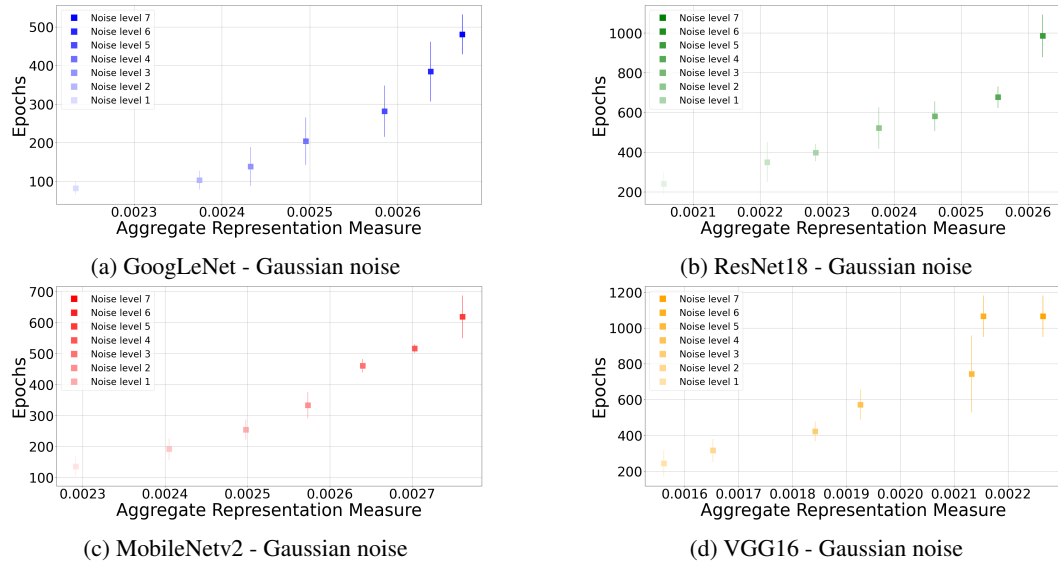 500
400
300
200
100
Epochs
Noise level 7
Noise level 6
Noise level 5
Noise level 4
Noise level 3
Noise level 2
Noise level 1
0.0023 0.0024 0.0025 0.0026
Aggregate Representation Measure
(a) GoogLeNet - Gaussian noise
1000
800
600
400
200
Epochs
Noise level 7
Noise level 6
Noise level 5
Noise level 4
Noise level 3
Noise level 2
Noise level 1
0.0021 0.0022 0.0023 0.0024 0.0025 0.0026
Aggregate Representation Measure
(b) ResNet18 - Gaussian noise
700
600
500
400
300
200
100
Epochs
Noise level 7
Noise level 6
Noise level 5
Noise level 4
Noise level 3
Noise level 2
Noise level 1
0.0023 0.0024 0.0025 0.0026 0.0027
Aggregate Representation Measure
(c) MobileNetv2 - Gaussian noise
1200
1000
800
600
400
200
Epochs
Noise level 7
Noise level 6
Noise level 5
Noise level 4
Noise level 3
Noise level 2
Noise level 1
0.0016 0.0017 0.0018 0.0019 0.0020 0.0021 0.0022
Aggregate Representation Measure
(d) VGG16 - Gaussian noise